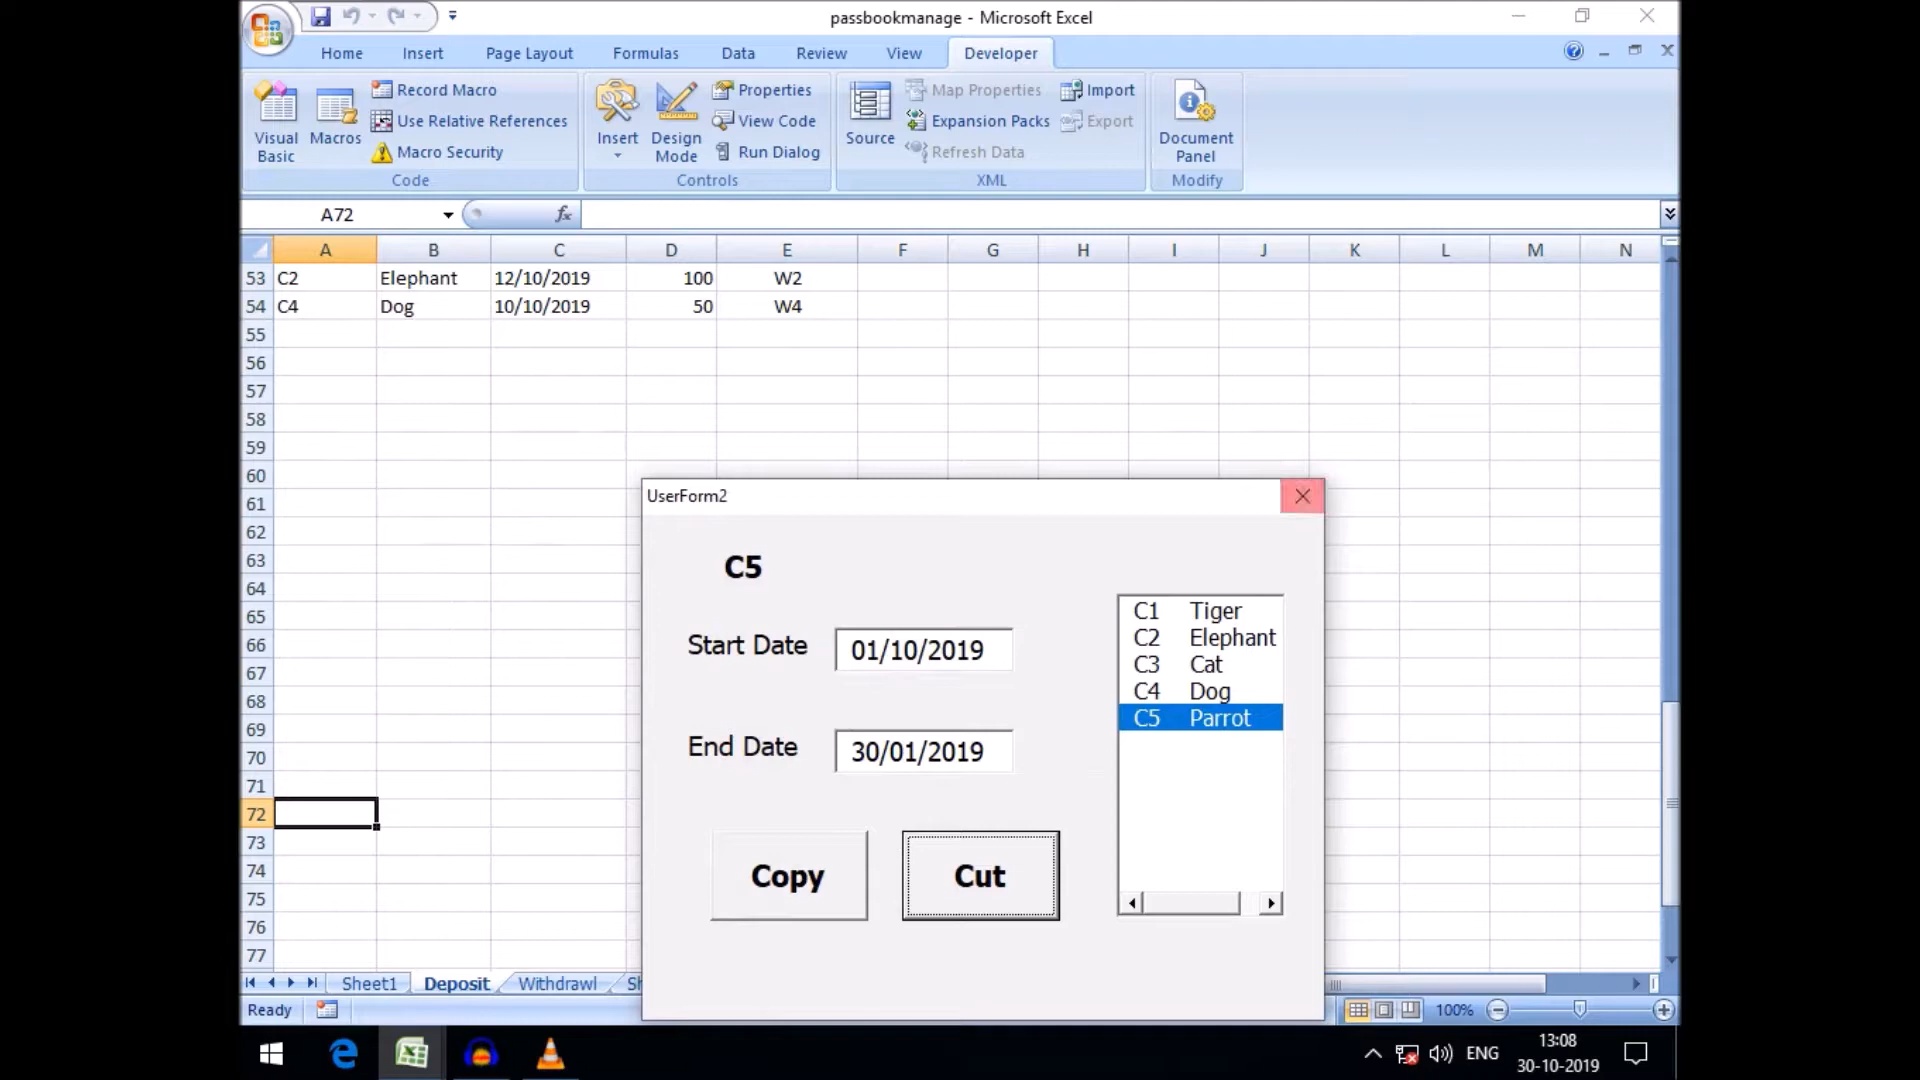 passbookmanage - Microsoft Excel
Home Insert Page Layout Formulas Data Review View Developer
Visual Basic
Macros
Record Macro
Use Relative References
Macro Security
Code
Insert
Design Mode
Properties
View Code
Run Dialog
Controls
Source
Map Properties
Expansion Packs
Refresh Data
Import
Export
XML
Document Panel
Modify
A72
fx
A B C D E F G H I J K L M N
53 C2 Elephant 12/10/2019 100 W2
54 C4 Dog 10/10/2019 50 W4
55
56
57
58
59
60
61
62
63
64
65
66
67
68
69
70
71
72
73
74
75
76
77
UserForm2
C5
Start Date 01/10/2019
End Date 30/01/2019
Copy Cut
C1 Tiger
C2 Elephant
C3 Cat
C4 Dog
C5 Parrot
Sheet1 Deposit Withdrawl
Ready
100%
ENG
13:08
30-10-2019